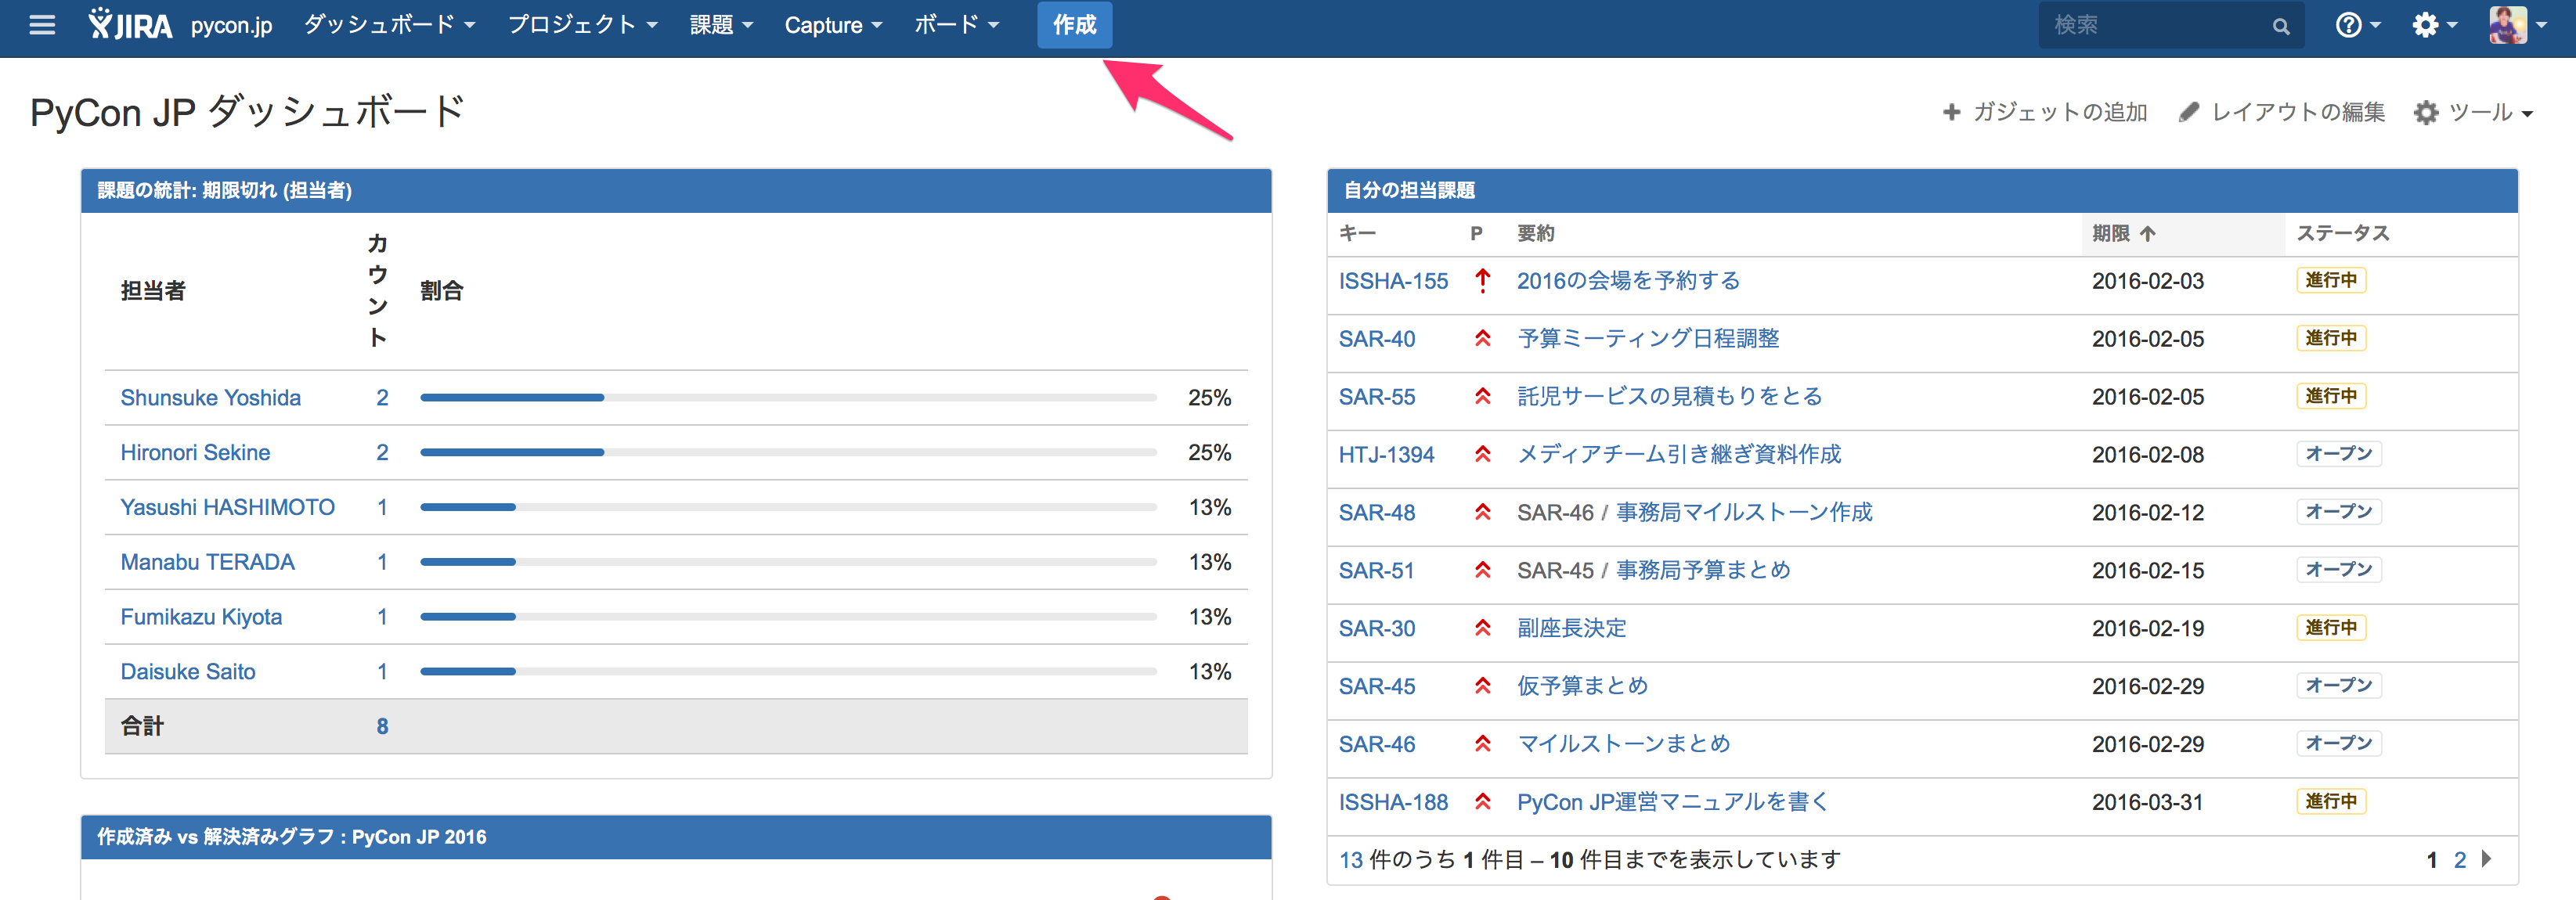 JIRA pycon.jp ダッシュボード プロジェクト 課題 Capture ボード 作成 検索
PyCon JP ダッシュボード
ガジェットの追加 レイアウトの編集 ツール
課題の統計: 期限切れ (担当者)
担当者 カウント 割合
Shunsuke Yoshida 2 25%
Hironori Sekine 2 25%
Yasushi HASHIMOTO 1 13%
Manabu TERADA 1 13%
Fumikazu Kiyota 1 13%
Daisuke Saito 1 13%
合計 8
作成済み vs 解決済みグラフ : PyCon JP 2016
自分の担当課題
キー P 要約 期限 ステータス
ISSHA-155 2016の会場を予約する 2016-02-03 進行中
SAR-40 予算ミーティング日程調整 2016-02-05 進行中
SAR-55 託児サービスの見積もりをとる 2016-02-05 進行中
HTJ-1394 メディアチーム引き継ぎ資料作成 2016-02-08 オープン
SAR-48 SAR-46 / 事務局マイルストーン作成 2016-02-12 オープン
SAR-51 SAR-45 / 事務局予算まとめ 2016-02-15 オープン
SAR-30 副座長決定 2016-02-19 進行中
SAR-45 仮予算まとめ 2016-02-29 オープン
SAR-46 マイルストーンまとめ 2016-02-29 オープン
ISSHA-188 PyCon JP運営マニュアルを書く 2016-03-31 進行中
13 件のうち 1 件目 – 10 件目までを表示しています 1 2